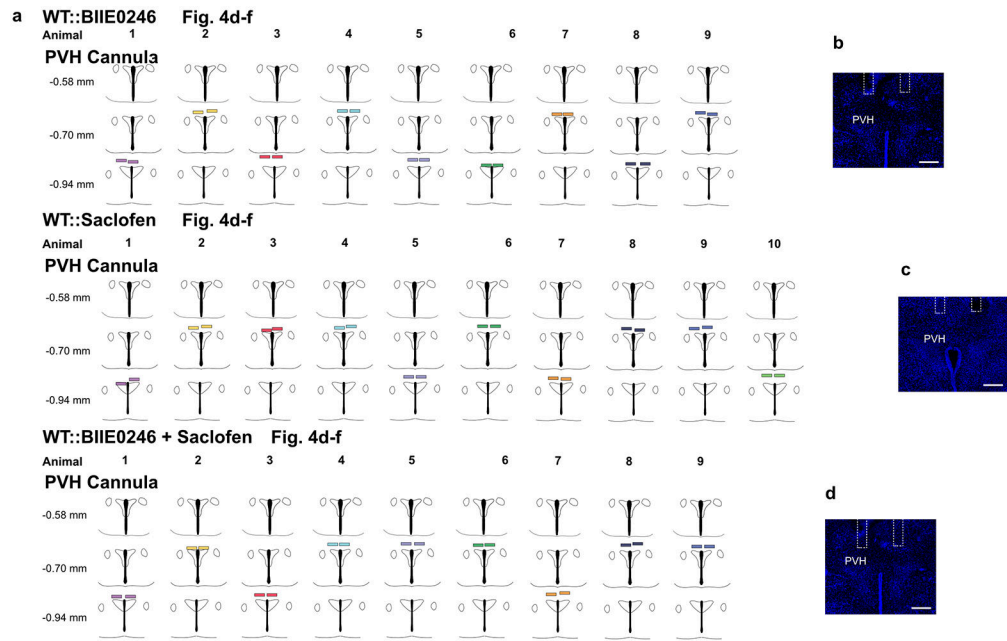 a
WT::BIIE0246 Fig. 4d-f
Animal 1 2 3 4 5 6 7 8 9
PVH Cannula
-0.58 mm
-0.70 mm
-0.94 mm
WT::Saclofen Fig. 4d-f
Animal 1 2 3 4 5 6 7 8 9 10
PVH Cannula
-0.58 mm
-0.70 mm
-0.94 mm
WT::BIIE0246 + Saclofen Fig. 4d-f
Animal 1 2 3 4 5 6 7 8 9
PVH Cannula
-0.58 mm
-0.70 mm
-0.94 mm
b
PVH
c
PVH
d
PVH